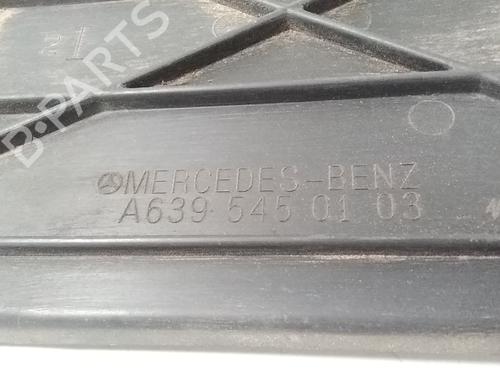 B-PARTS
21
MERCEDES-BENZ
A639 545 01 03